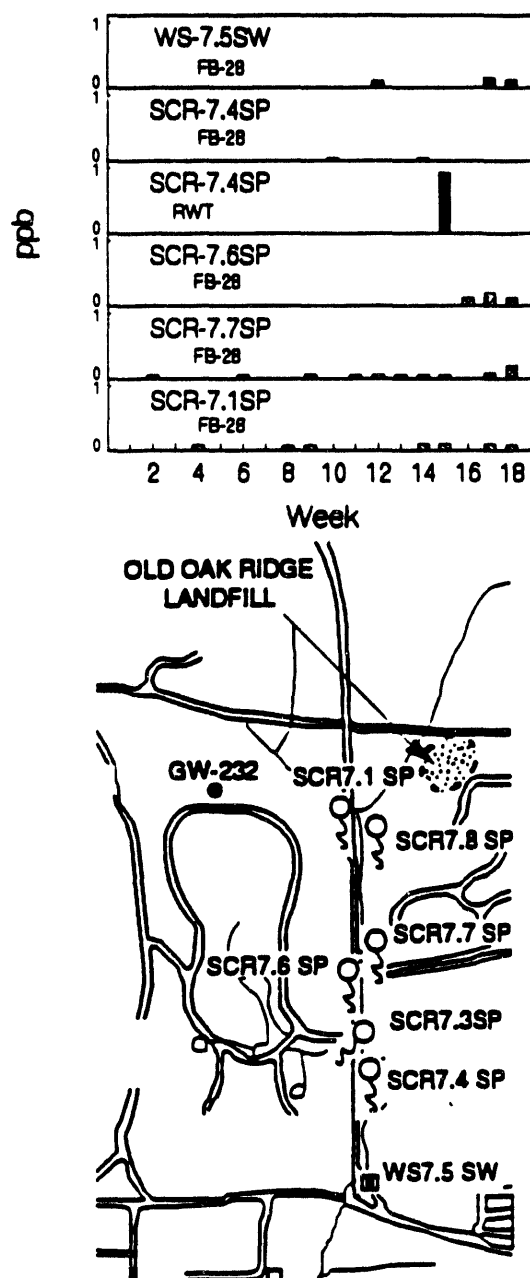 1
WS-7.5SW
FB-28
0
1
SCR-7.4SP
FB-28
0
1
SCR-7.4SP
RWT
0
ppb
1
SCR-7.6SP
FB-28
0
1
SCR-7.7SP
FB-28
0
1
SCR-7.1SP
FB-28
0
2 4 6 8 10 12 14 16 18
Week
OLD OAK RIDGE
LANDFILL
GW-232
SCR7.1 SP
SCR7.8 SP
SCR7.7 SP
SCR7.6 SP
SCR7.3SP
SCR7.4 SP
WS7.5 SW